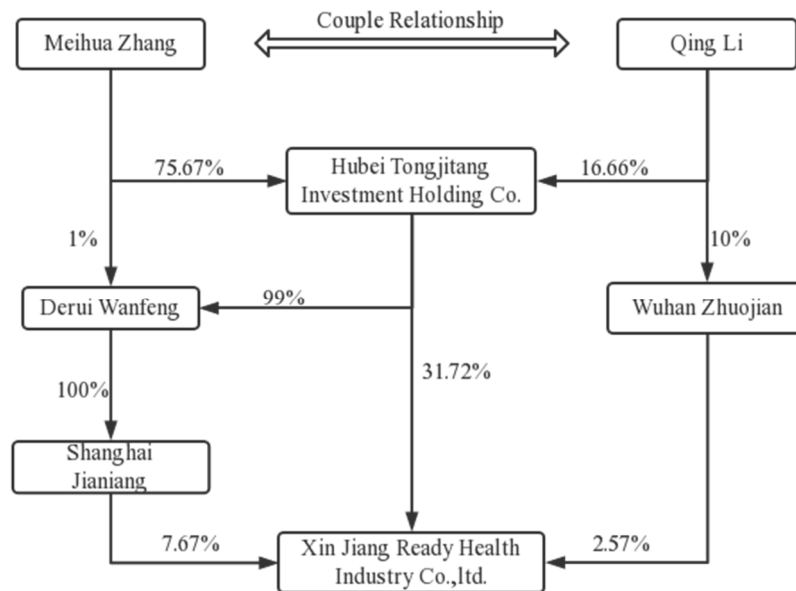 Couple Relationship
Meihua Zhang
Qing Li
75.67%
Hubei Tongjitang
Investment Holding Co.
16.66%
1%
10%
Derui Wanfeng
99%
Wuhan Zhuojian
31.72%
100%
Shanghai
Jianiang
7.67%
Xin Jiang Ready Health
Industry Co.,ltd.
2.57%